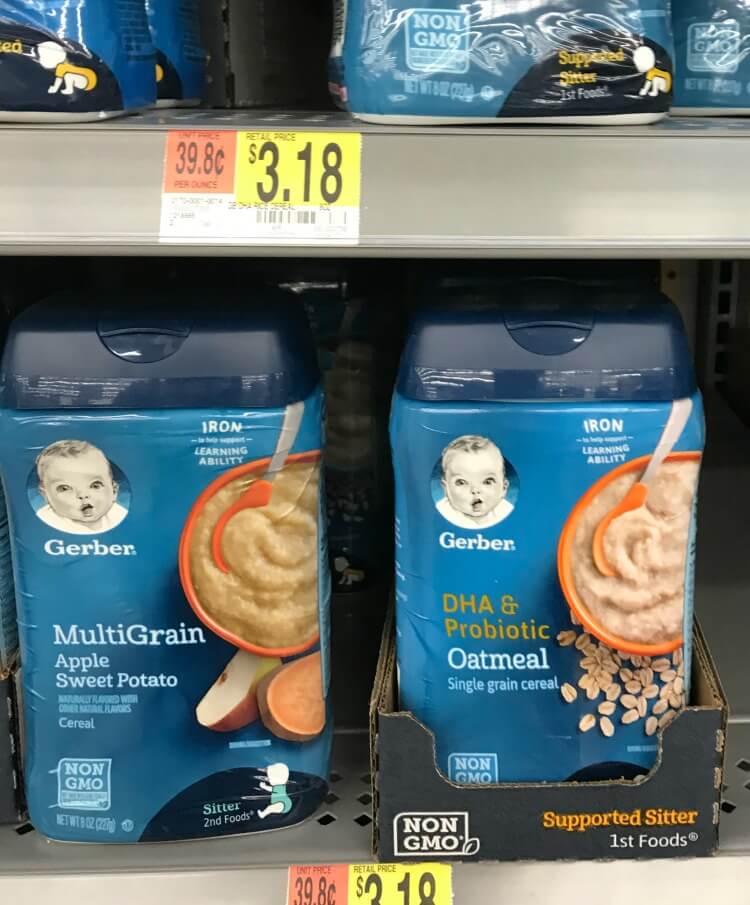 NON
GMO
NET WT 8 OZ (227g)
Supported
Sitter
1st Foods®
NON
GMO
UNIT PRICE
39.8¢
PER OUNCE
RETAIL PRICE
$3.18
IRON
to help support
LEARNING
ABILITY
Gerber®
MultiGrain
Apple
Sweet Potato
NATURALLY FLAVORED WITH
OTHER NATURAL FLAVORS
Cereal
NON
GMO
NET WT 8 OZ (227g)
Sitter
2nd Foods®
IRON
to help support
LEARNING
ABILITY
Gerber®
DHA &
Probiotic
Oatmeal
Single grain cereal
NON
GMO
NON
GMO
Supported Sitter
1st Foods®
UNIT PRICE
39.8¢
RETAIL PRICE
$3.18